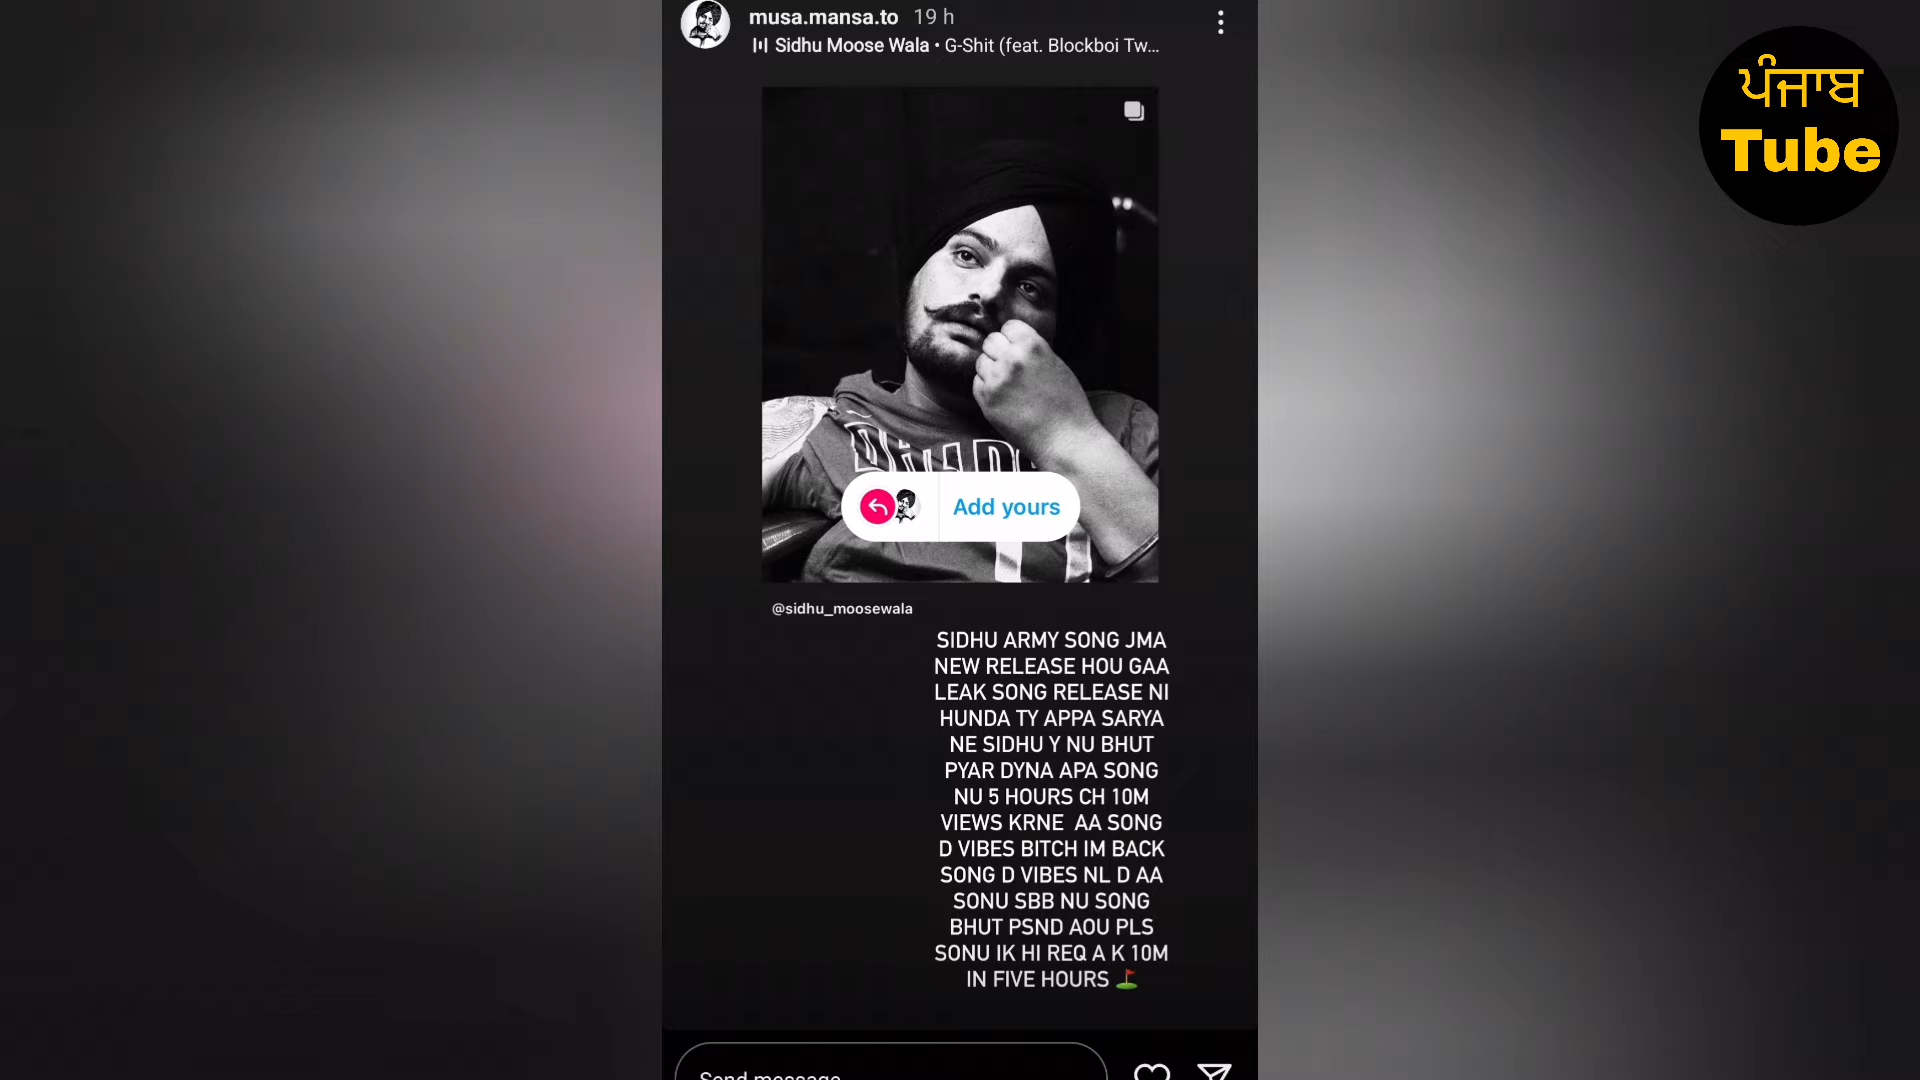 musa.mansa.to 19 h
Sidhu Moose Wala • G-Shit (feat. Blockboi Tw...
ਪੰਜਾਬ
Tube
Add yours
@sidhu_moosewala
SIDHU ARMY SONG JMA
NEW RELEASE HOU GAA
LEAK SONG RELEASE NI
HUNDA TY APPA SARYA
NE SIDHU Y NU BHUT
PYAR DYNA APA SONG
NU 5 HOURS CH 10M
VIEWS KRNE AA SONG
D VIBES BITCH IM BACK
SONG D VIBES NL D AA
SONU SBB NU SONG
BHUT PSND AOU PLS
SONU IK HI REQ A K 10M
IN FIVE HOURS ⛳
Send message